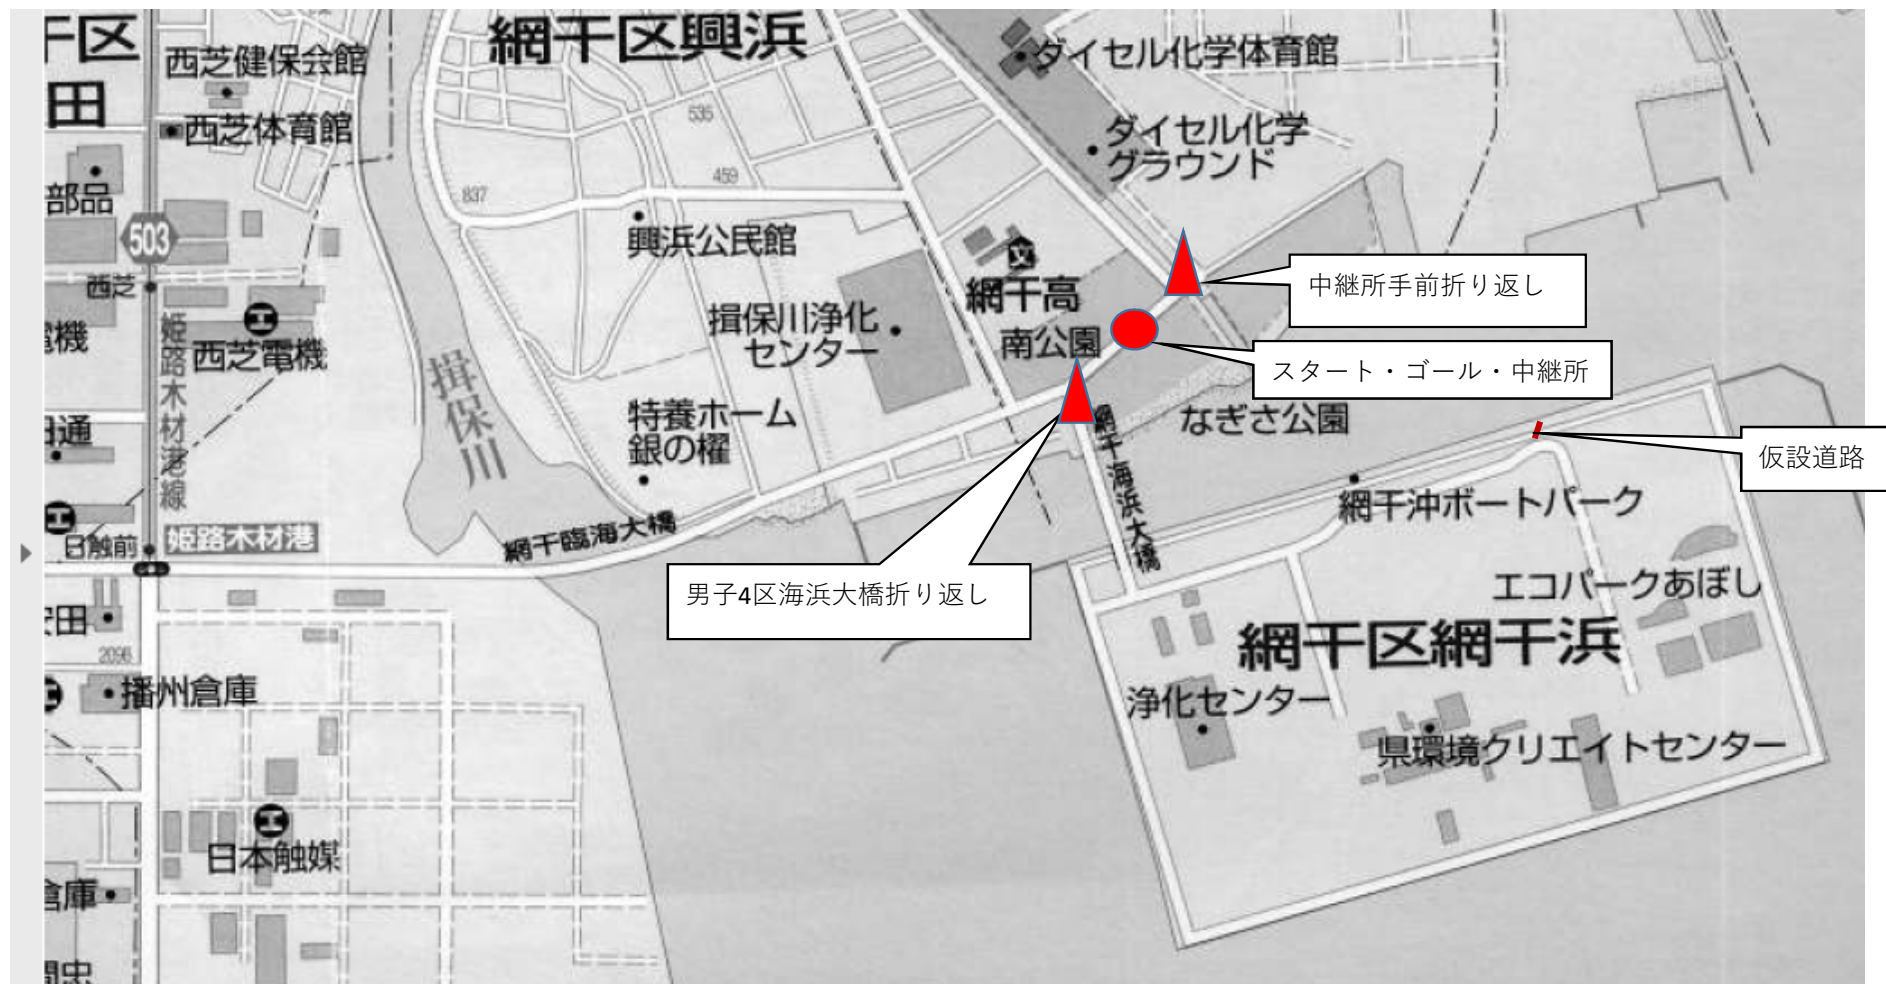 干区
田
西芝健保会館
西芝体育館
部品
503
西芝
電機
西芝電機
姫路木材港線
日触前
姫路木材港
安田
2096
播州倉庫
日本触媒
倉庫
網干区興浜
535
459
837
興浜公民館
揖保川浄化
センター
揖保川
特養ホーム
銀の櫂
網干臨海大橋
ダイセル化学体育館
ダイセル化学
グラウンド
網干高
南公園
中継所手前折り返し
スタート・ゴール・中継所
なぎさ公園
網干海浜大橋
仮設道路
男子4区海浜大橋折り返し
網干沖ボートパーク
エコパークあぼし
網干区網干浜
浄化センター
県環境クリエイトセンター